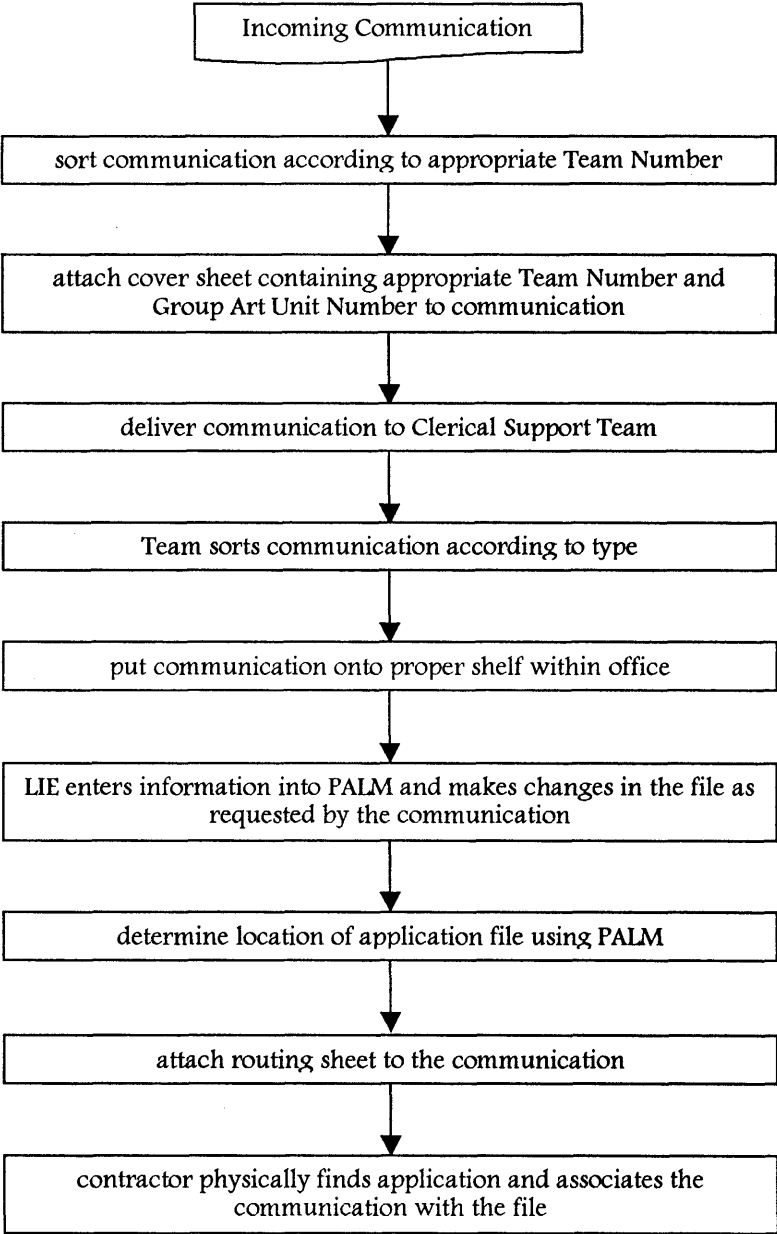 Incoming Communication
sort communication according to appropriate Team Number
attach cover sheet containing appropriate Team Number and
Group Art Unit Number to communication
deliver communication to Clerical Support Team
Team sorts communication according to type
put communication onto proper shelf within office
LIE enters information into PALM and makes changes in the file as
requested by the communication
determine location of application file using PALM
attach routing sheet to the communication
contractor physically finds application and associates the
communication with the file